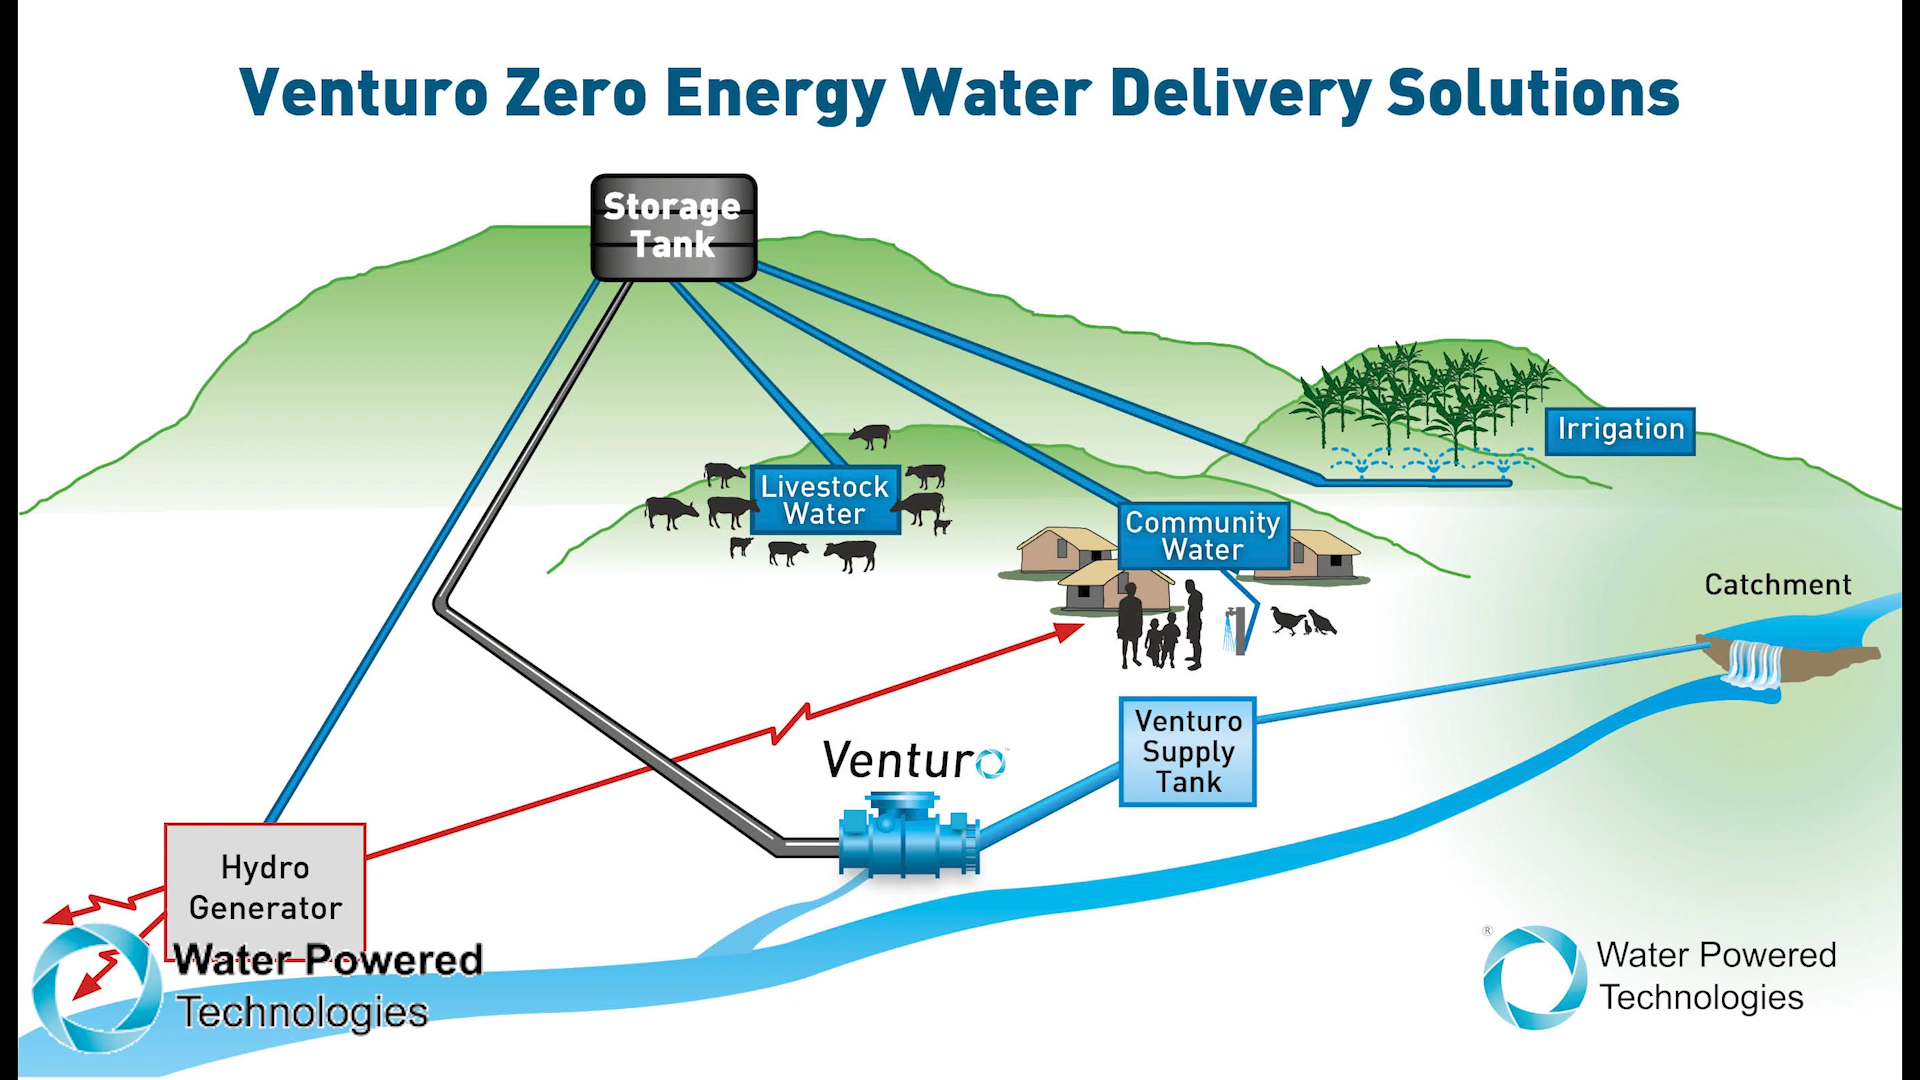 Venturo Zero Energy Water Delivery Solutions
Storage
Tank
Irrigation
Livestock
Water
Community
Water
Catchment
Venturo
Supply
Tank
Venturo
Hydro
Generator
Water Powered
Technologies
®
Water Powered
Technologies